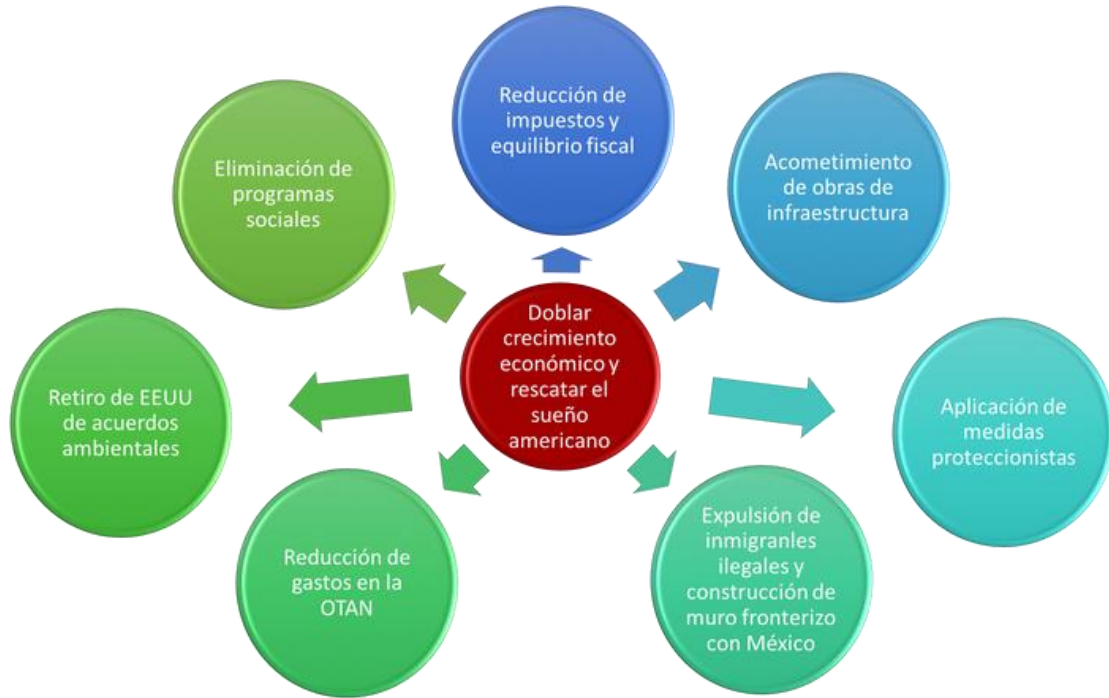 Reducción de
impuestos y
equilibrio fiscal
Acometimiento
de obras de
infraestructura
Aplicación de
medidas
proteccionistas
Expulsión de
inmigranles
ilegales y
construcción de
muro fronterizo
con México
Reducción de
gastos en la
OTAN
Retiro de EEUU
de acuerdos
ambientales
Eliminación de
programas
sociales
Doblar
crecimiento
económico y
rescatar el
sueño
americano